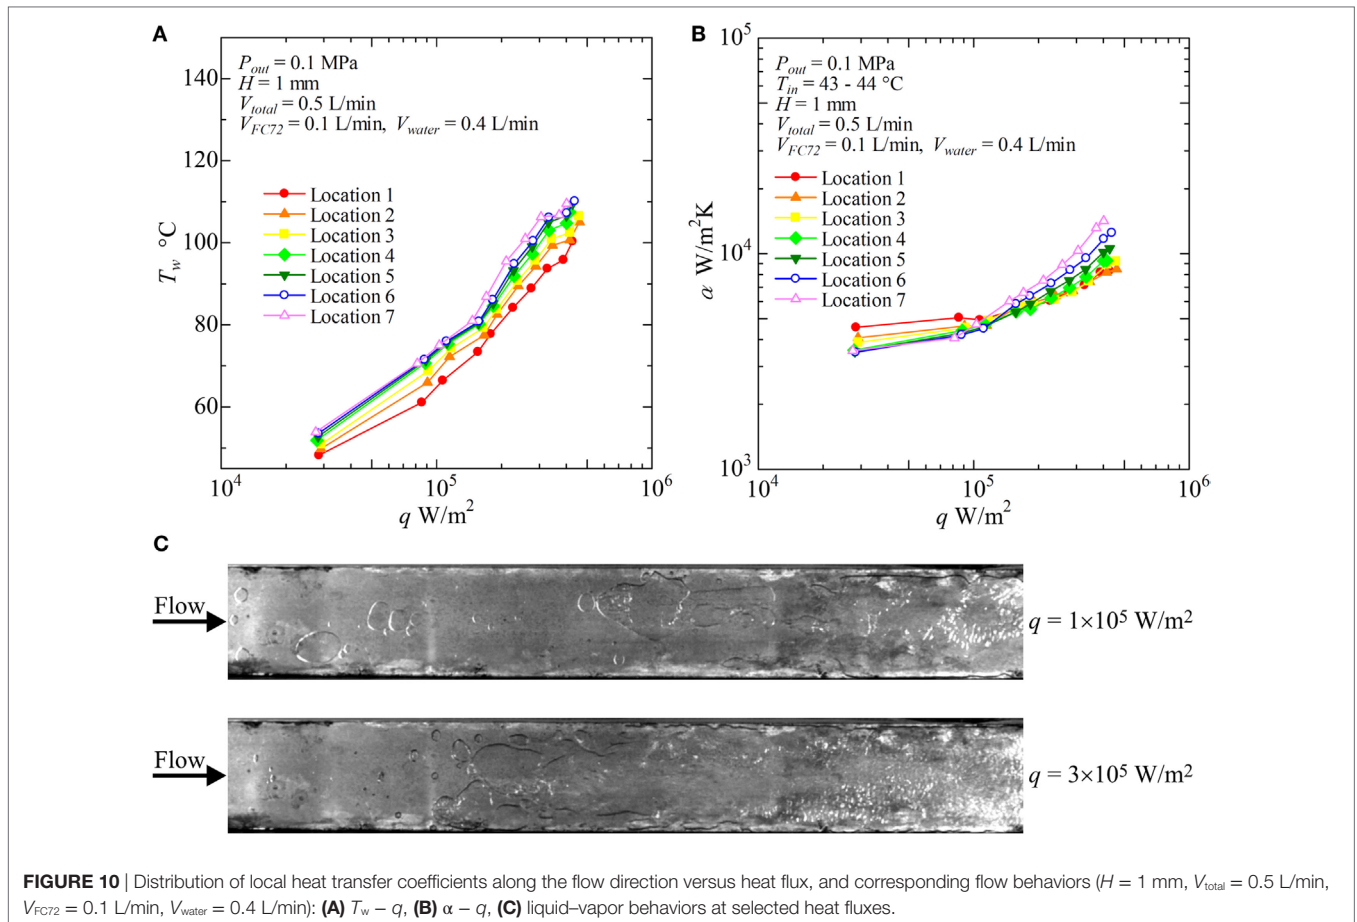 A
P_out = 0.1 MPa
H = 1 mm
V_total = 0.5 L/min
V_FC72 = 0.1 L/min, V_water = 0.4 L/min
Location 1
Location 2
Location 3
Location 4
Location 5
Location 6
Location 7
140
120
100
80
60
T_w °C
10^4
10^5
10^6
q W/m^2
B
P_out = 0.1 MPa
T_in = 43 - 44 °C
H = 1 mm
V_total = 0.5 L/min
V_FC72 = 0.1 L/min, V_water = 0.4 L/min
Location 1
Location 2
Location 3
Location 4
Location 5
Location 6
Location 7
10^5
10^4
10^3
α W/m^2K
10^4
10^5
10^6
q W/m^2
C
Flow
q = 1×10^5 W/m^2
Flow
q = 3×10^5 W/m^2
FIGURE 10 | Distribution of local heat transfer coefficients along the flow direction versus heat flux, and corresponding flow behaviors (H = 1 mm, V_total = 0.5 L/min,
V_FC72 = 0.1 L/min, V_water = 0.4 L/min): (A) T_w − q, (B) α − q, (C) liquid–vapor behaviors at selected heat fluxes.